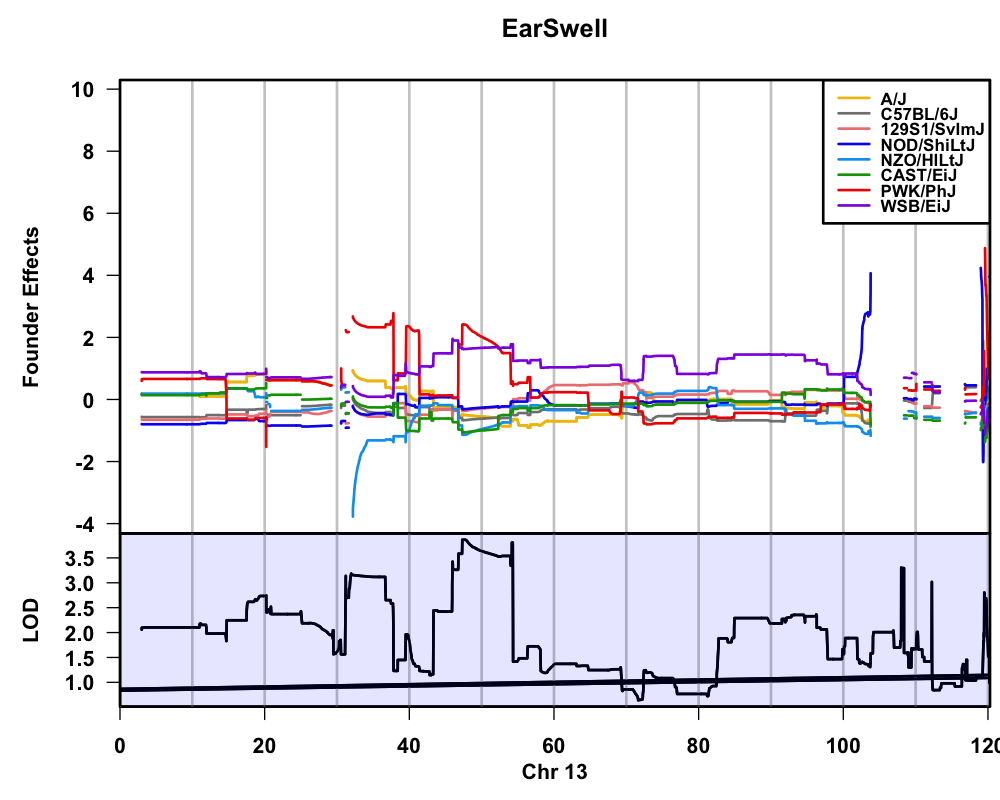 EarSwell
10
8
6
4
2
0
-2
-4
Founder Effects
A/J
C57BL/6J
129S1/SvImJ
NOD/ShiLtJ
NZO/HlLtJ
CAST/EiJ
PWK/PhJ
WSB/EiJ
3.5
3.0
2.5
2.0
1.5
1.0
LOD
0 20 40 60 80 100 120
Chr 13